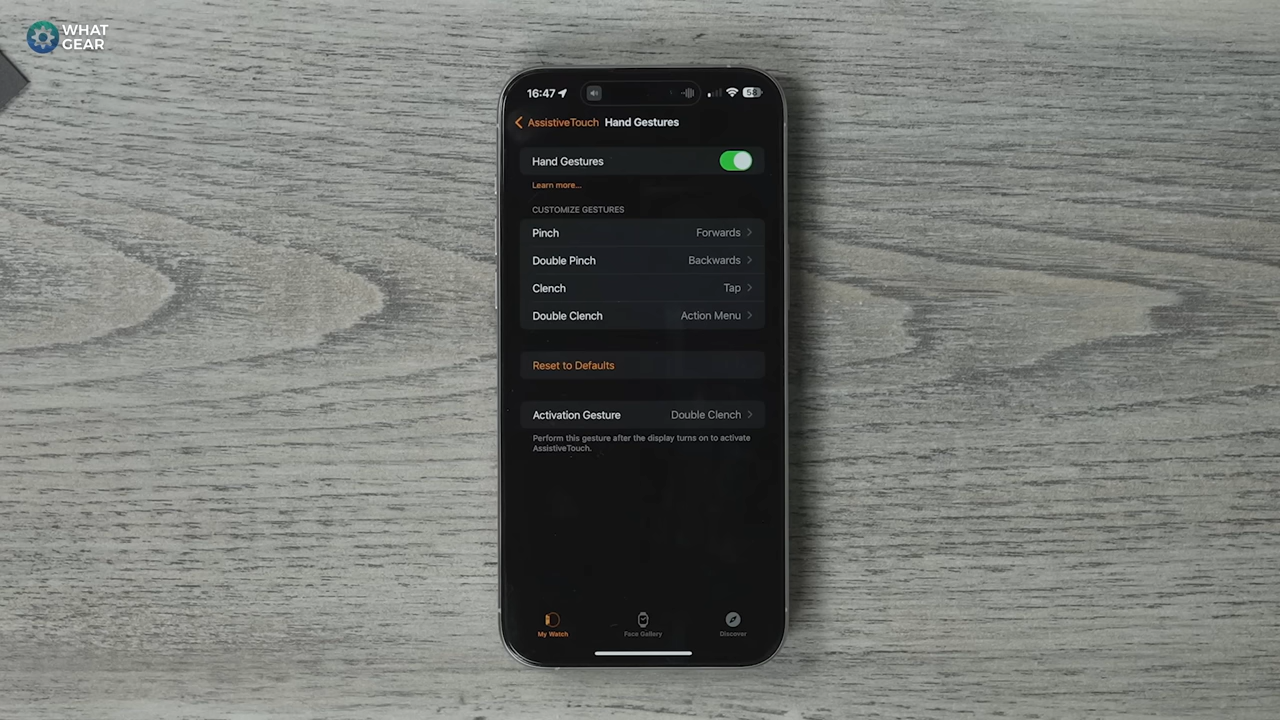 WHAT
GEAR
16:47
58
AssistiveTouch Hand Gestures
Hand Gestures
Learn more...
CUSTOMIZE GESTURES
Pinch Forwards
Double Pinch Backwards
Clench Tap
Double Clench Action Menu
Reset to Defaults
Activation Gesture Double Clench
Perform this gesture after the display turns on to activate
AssistiveTouch.
My Watch Face Gallery Discover